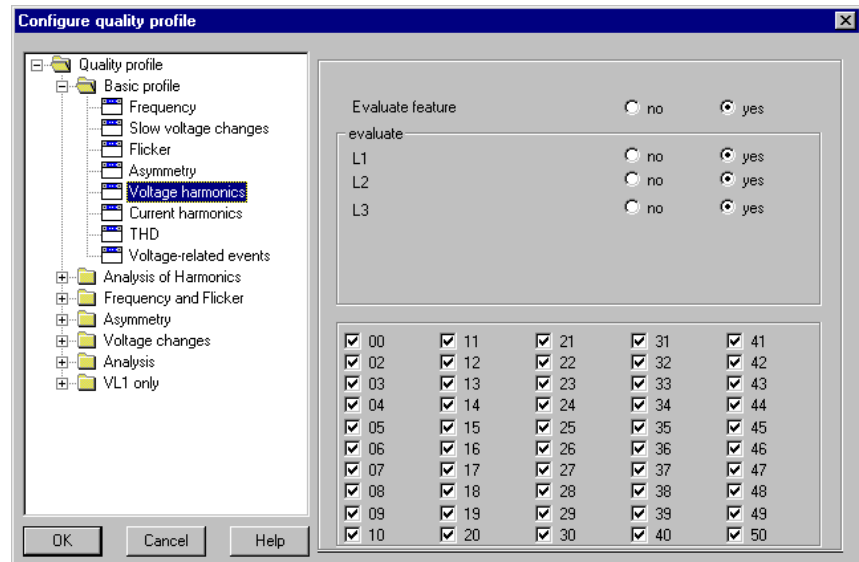 Configure quality profile
Quality profile
Basic profile
Frequency
Slow voltage changes
Flicker
Asymmetry
Voltage harmonics
Current harmonics
THD
Voltage-related events
Analysis of Harmonics
Frequency and Flicker
Asymmetry
Voltage changes
Analysis
VL1 only
OK Cancel Help
Evaluate feature no yes
evaluate
L1 no yes
L2 no yes
L3 no yes
00 11 21 31 41
02 12 22 32 42
03 13 23 33 43
04 14 24 34 44
05 15 25 35 45
06 16 26 36 46
07 17 27 37 47
08 18 28 38 48
09 19 29 39 49
10 20 30 40 50